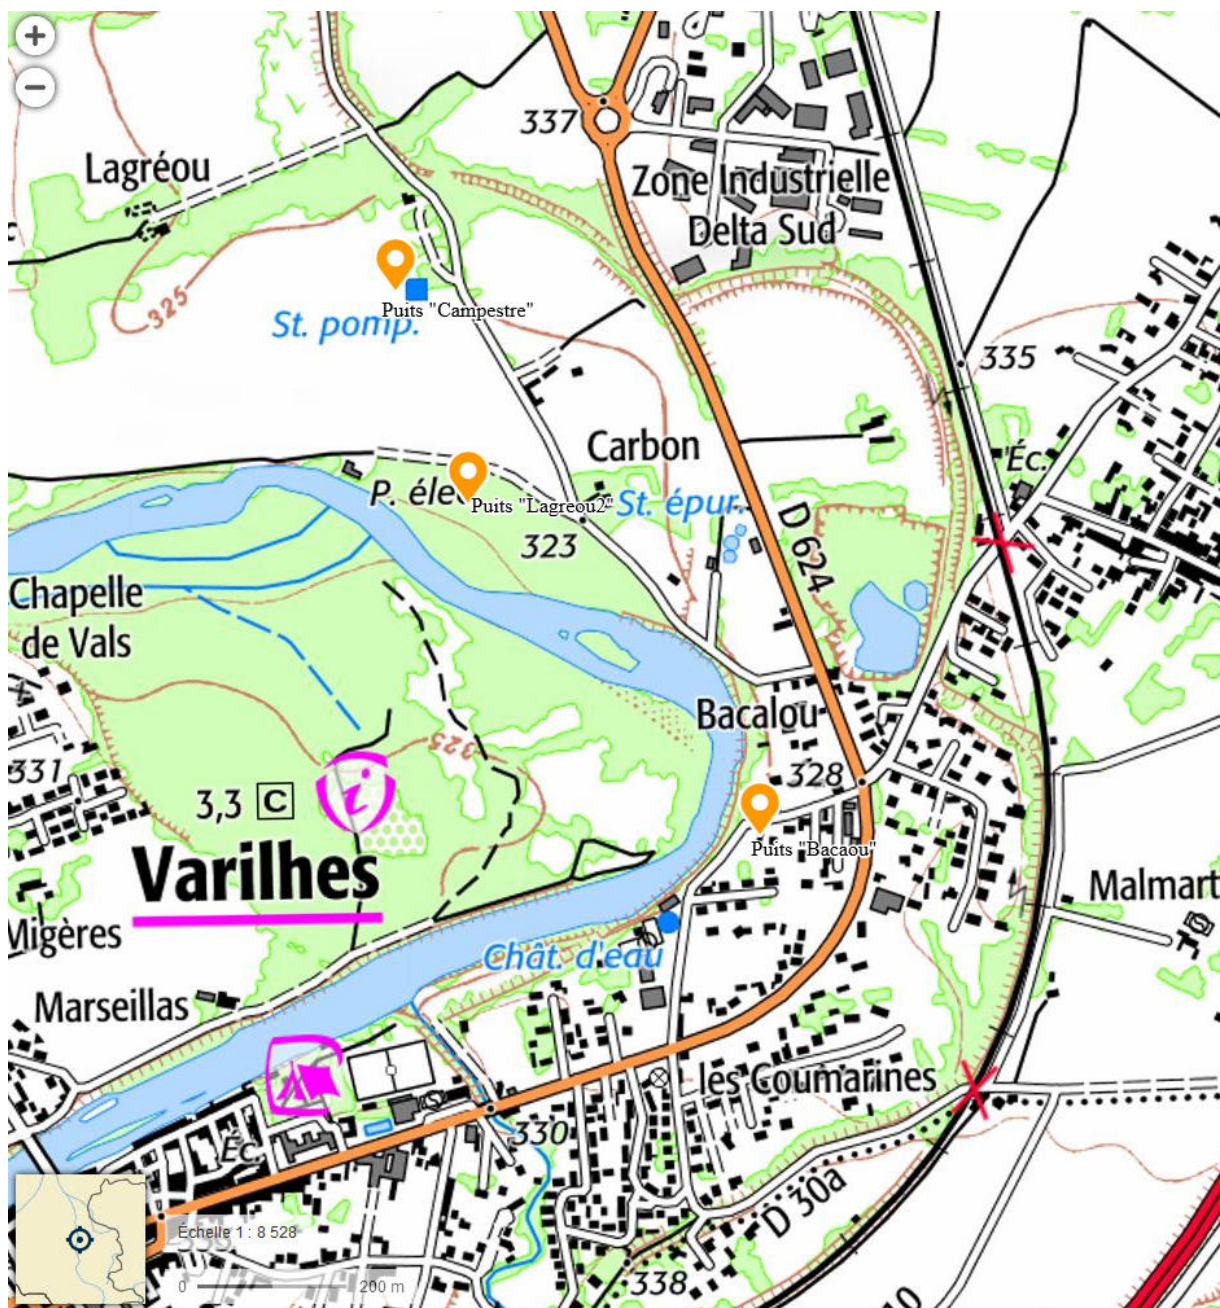 +
−
337
Lagréou
Zone Industrielle
Delta Sud
325
Puits "Campestre"
St. pomp.
335
Carbon
Éc.
P. élec
Puits "Lagreou2"
St. épur.
323
D 624
Chapelle
de Vals
Bacalou
325
331
328
3,3 C
i
Puits "Bacaou"
Varilhes
Malmart
Migères
Chât. d'eau
Marseillas
les Coumarines
330
Éc.
D 30a
Échelle 1 : 8 528
338
0 200 m
10